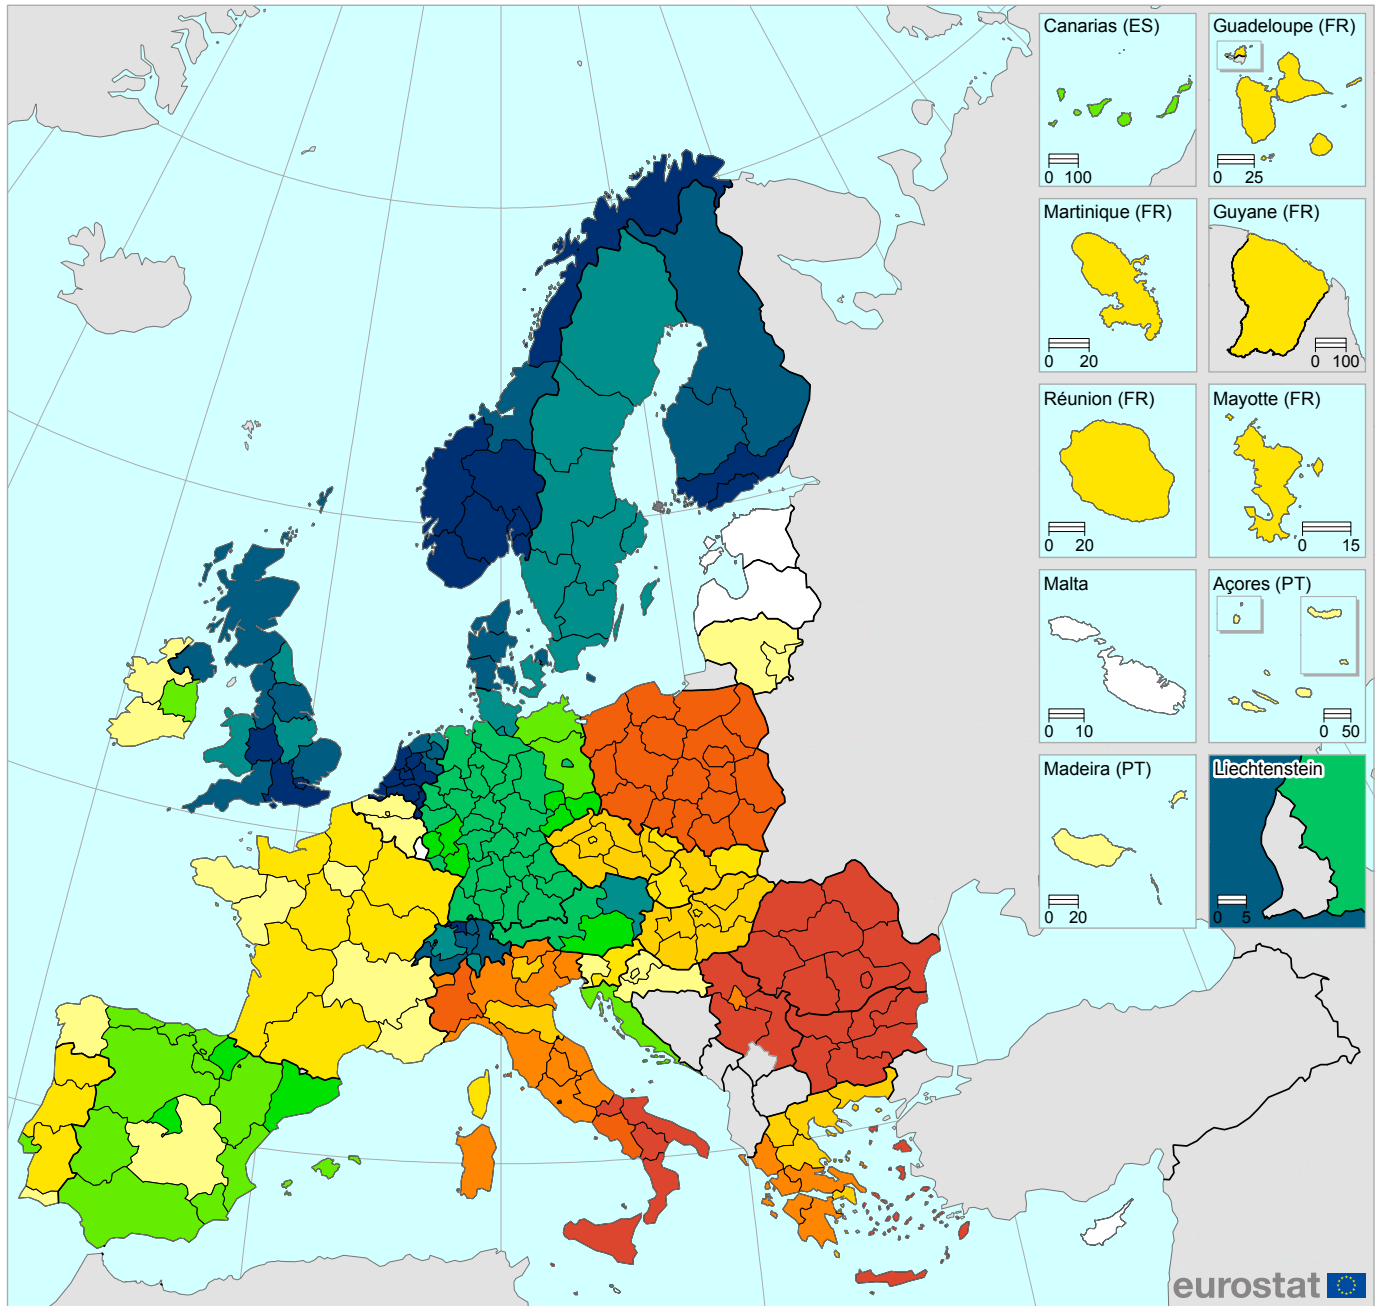 Canarias (ES)
0 100
Guadeloupe (FR)
0 25
Martinique (FR)
0 20
Guyane (FR)
0 100
Réunion (FR)
0 20
Mayotte (FR)
0 15
Malta
0 10
Açores (PT)
0 50
Madeira (PT)
0 20
Liechtenstein
0 5
eurostat